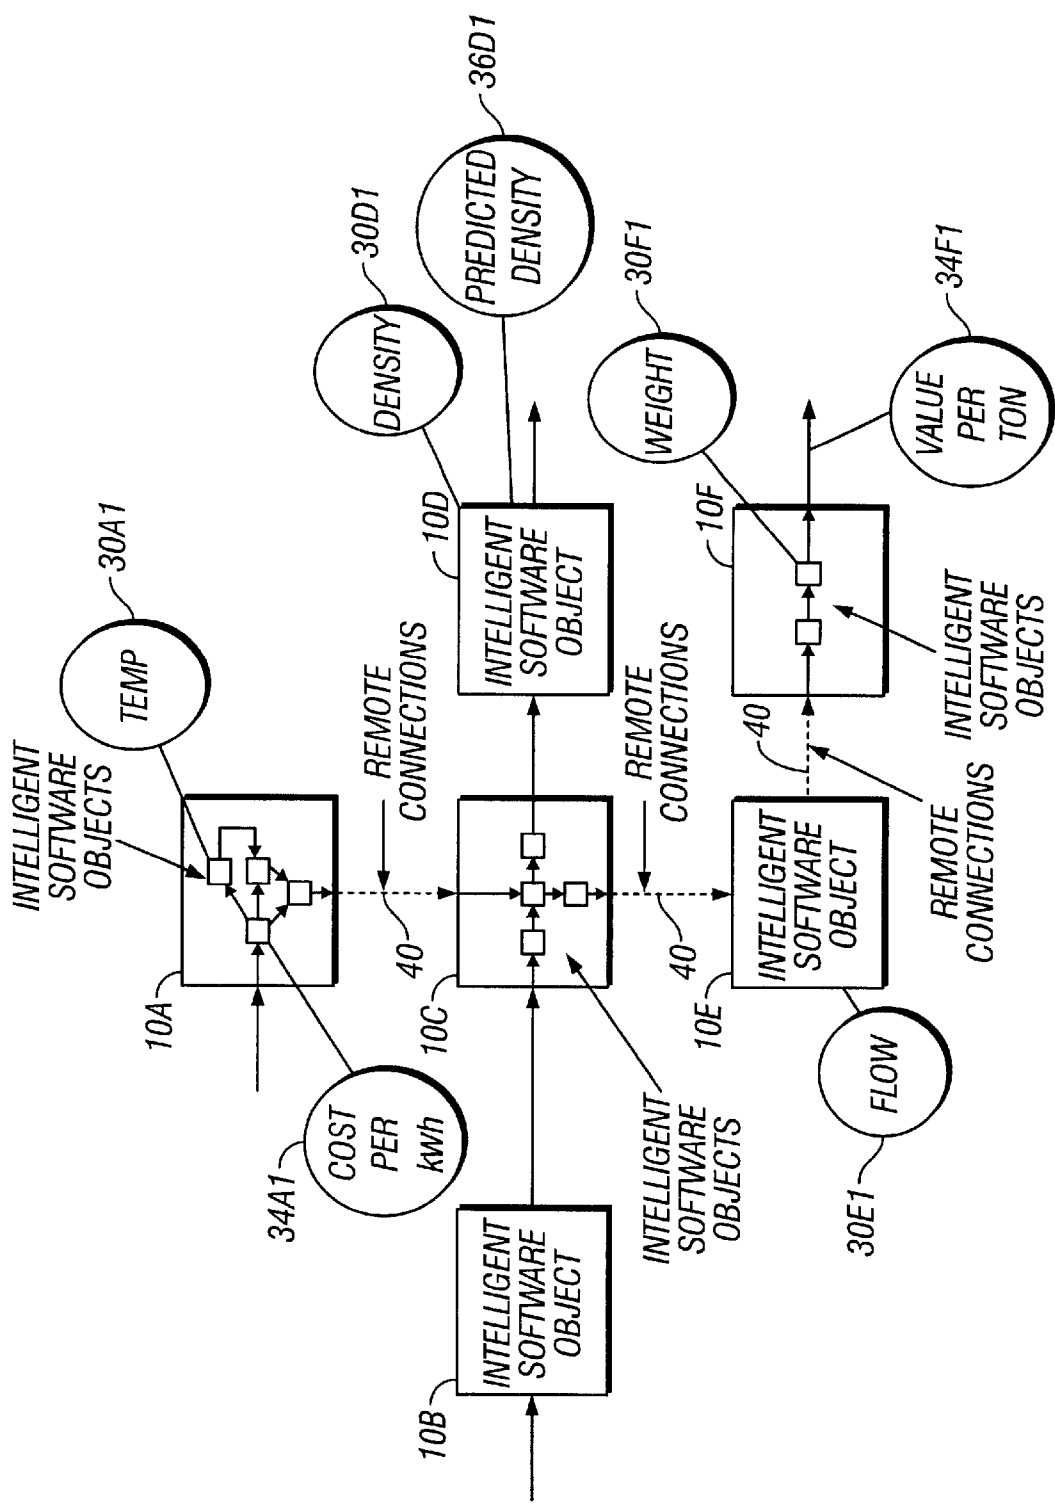 30A1
TEMP
INTELLIGENT
SOFTWARE
OBJECTS
10A
34A1
COST
PER
kwh
REMOTE
CONNECTIONS
40
30D1
DENSITY
36D1
PREDICTED
DENSITY
10B
INTELLIGENT
SOFTWARE
OBJECT
10C
INTELLIGENT
SOFTWARE
OBJECTS
10D
INTELLIGENT
SOFTWARE
OBJECT
REMOTE
CONNECTIONS
40
30F1
WEIGHT
34F1
VALUE
PER
TON
10E
INTELLIGENT
SOFTWARE
OBJECT
30E1
FLOW
40
REMOTE
CONNECTIONS
10F
INTELLIGENT
SOFTWARE
OBJECTS